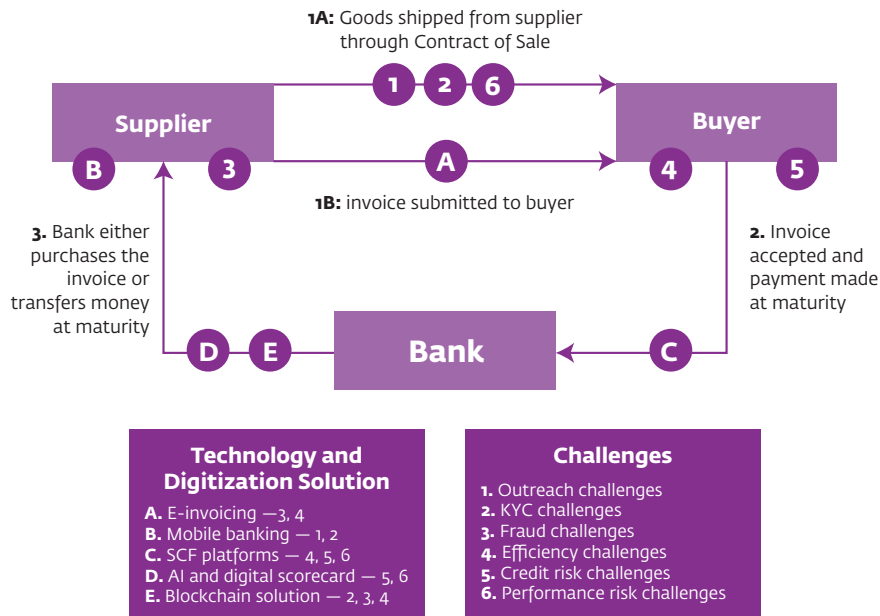 1A: Goods shipped from supplier
through Contract of Sale
1 2 6
Supplier
Buyer
B 3
A
4 5
1B: invoice submitted to buyer
3. Bank either
purchases the
invoice or
transfers money
at maturity
2. Invoice
accepted and
payment made
at maturity
D E
Bank
C
Technology and
Digitization Solution
A. E-invoicing —3, 4
B. Mobile banking — 1, 2
C. SCF platforms — 4, 5, 6
D. AI and digital scorecard — 5, 6
E. Blockchain solution — 2, 3, 4
Challenges
1. Outreach challenges
2. KYC challenges
3. Fraud challenges
4. Efficiency challenges
5. Credit risk challenges
6. Performance risk challenges